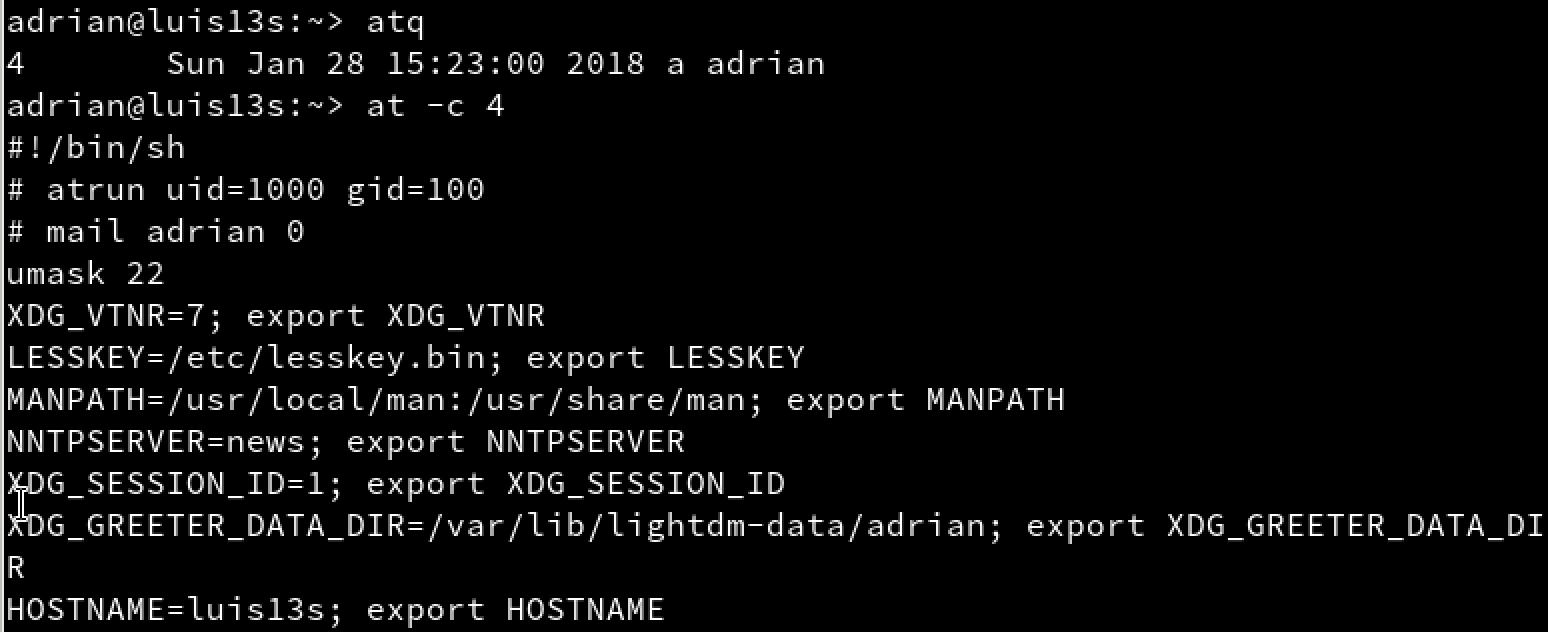 adrian@luis13s:~> atq
4       Sun Jan 28 15:23:00 2018 a adrian
adrian@luis13s:~> at -c 4
#!/bin/sh
# atrun uid=1000 gid=100
# mail adrian 0
umask 22
XDG_VTNR=7; export XDG_VTNR
LESSKEY=/etc/lesskey.bin; export LESSKEY
MANPATH=/usr/local/man:/usr/share/man; export MANPATH
NNTPSERVER=news; export NNTPSERVER
XDG_SESSION_ID=1; export XDG_SESSION_ID
XDG_GREETER_DATA_DIR=/var/lib/lightdm-data/adrian; export XDG_GREETER_DATA_DI
R
HOSTNAME=luis13s; export HOSTNAME